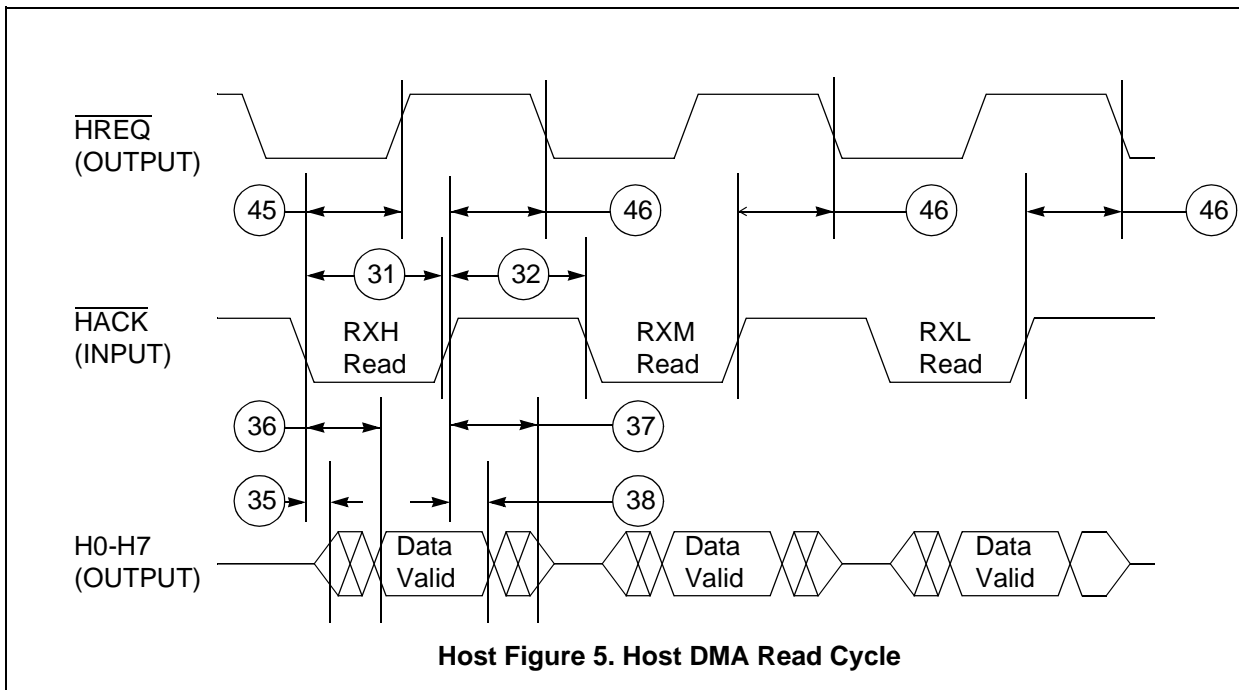 HREQ
(OUTPUT)
45
46
46
46
31
32
HACK
(INPUT)
RXH
Read
RXM
Read
RXL
Read
36
37
35
38
H0-H7
(OUTPUT)
Data
Valid
Data
Valid
Data
Valid
Host Figure 5. Host DMA Read Cycle